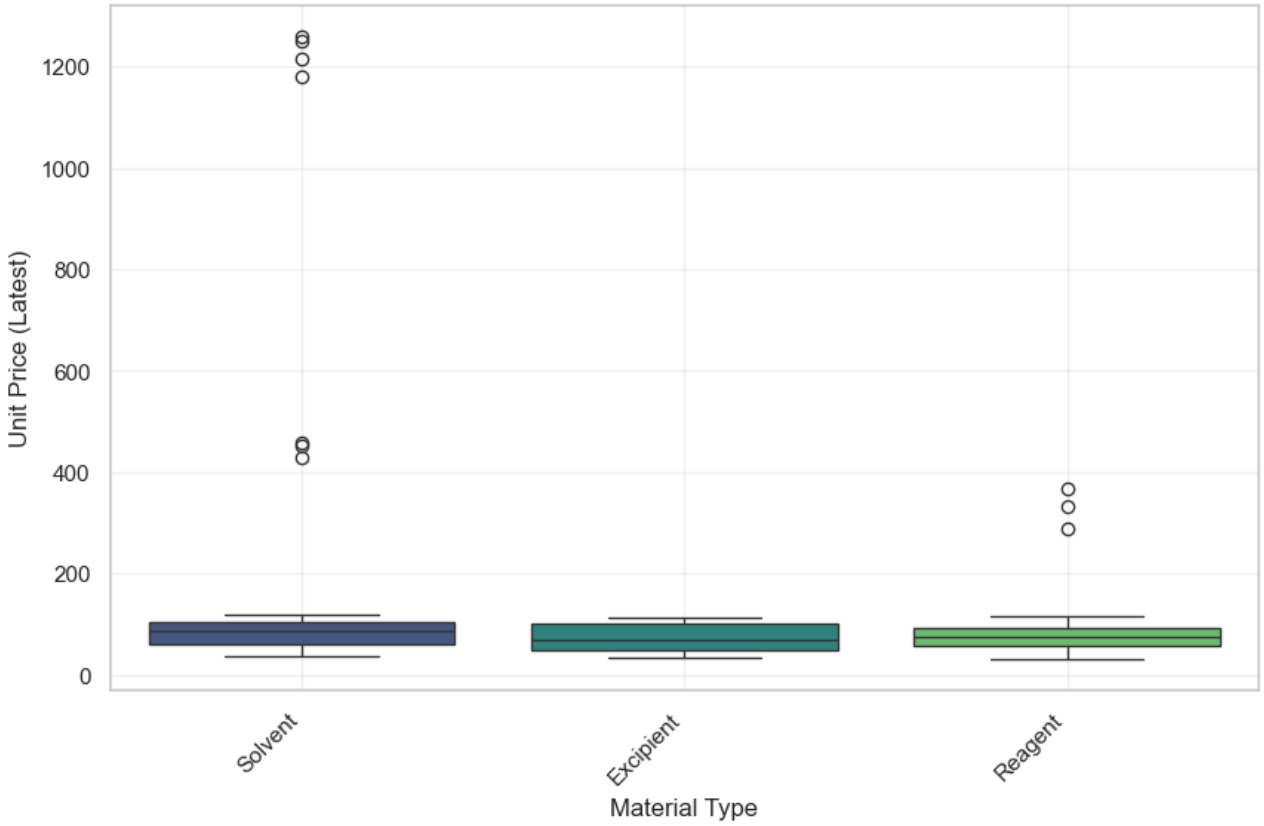 Unit Price (Latest)
1200
1000
800
600
400
200
0
Solvent
Excipient
Reagent
Material Type